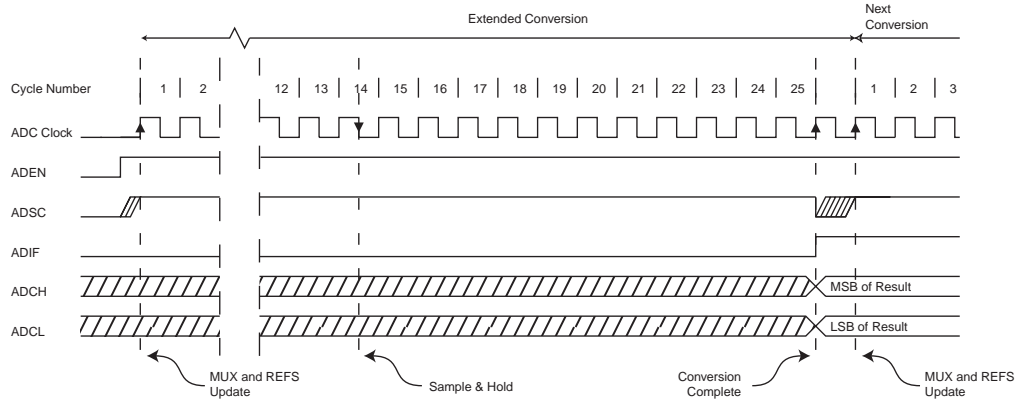 Next
Conversion
Extended Conversion
Cycle Number 1 2 12 13 14 15 16 17 18 19 20 21 22 23 24 25 1 2 3
ADC Clock
ADEN
ADSC
ADIF
ADCH MSB of Result
ADCL LSB of Result
MUX and REFS
Update
Sample & Hold
Conversion
Complete
MUX and REFS
Update